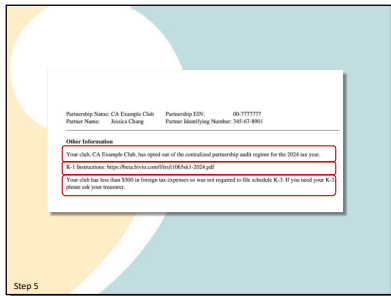 Partnership Name: CA Example Club Partnership EIN: 00-7777777
Partner Name: Jessica Chang Partner Identifying Number: 345-67-8901
Other Information
Your club, CA Example Club, has opted out of the centralized partnership audit regime for the 2024 tax year.
K-1 Instructions: https://beta.bivio.com/f/irs/i1065sk1-2024.pdf
Your club has less than $300 in foreign tax expenses so was not required to file schedule K-3. If you need your K-3
please ask your treasurer.
Step 5